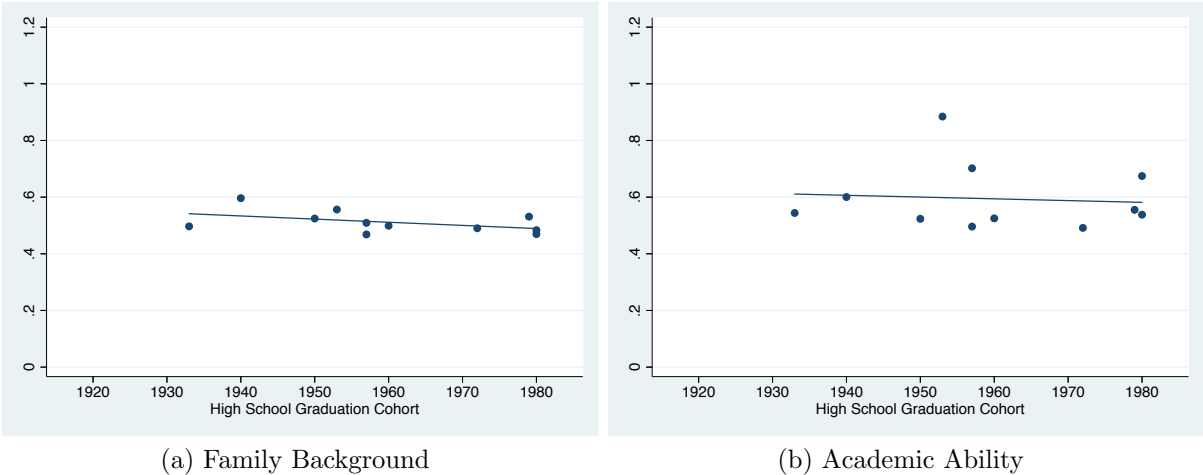 1.2
1
.8
.6
.4
.2
0
1920 1930 1940 1950 1960 1970 1980
High School Graduation Cohort
(a) Family Background
1.2
1
.8
.6
.4
.2
0
1920 1930 1940 1950 1960 1970 1980
High School Graduation Cohort
(b) Academic Ability